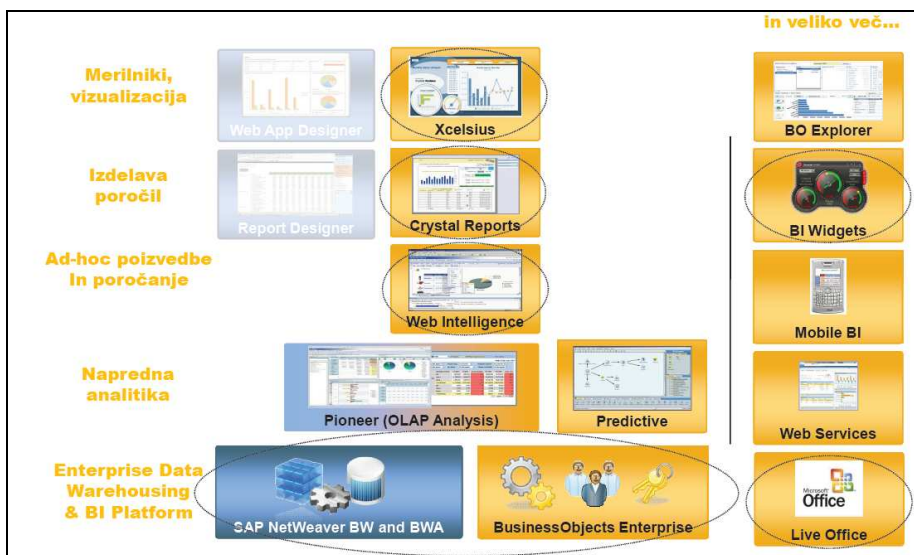 in veliko več...
Merilniki,
vizualizacija
Web App Designer
Xcelsius
BO Explorer
Izdelava
poročil
Report Designer
Crystal Reports
BI Widgets
Ad-hoc poizvedbe
In poročanje
Web Intelligence
Mobile BI
Napredna
analitika
Pioneer (OLAP Analysis)
Predictive
Web Services
Enterprise Data
Warehousing
& BI Platform
SAP NetWeaver BW and BWA
BusinessObjects Enterprise
Microsoft
Office
Live Office